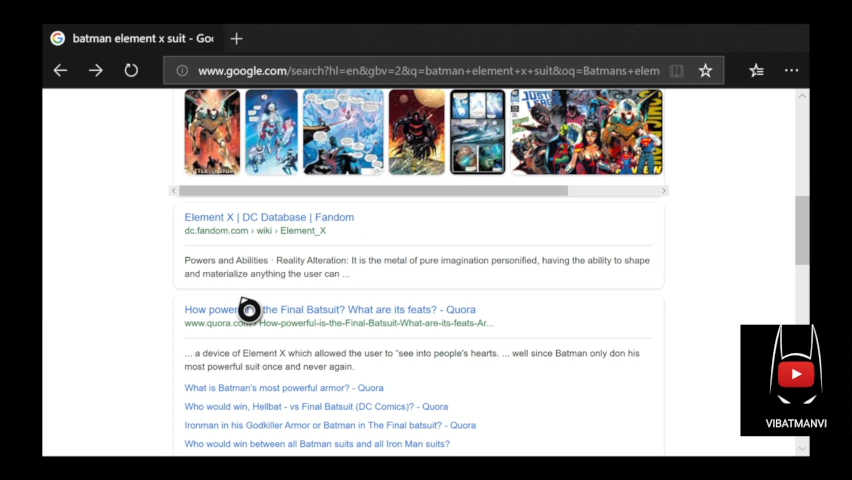 batman element x suit - Goo
www.google.com/search?hl=en&gbv=2&q=batman+element+x+suit&oq=Batmans+elem
Element X | DC Database | Fandom
dc.fandom.com › wiki › Element_X
Powers and Abilities · Reality Alteration: It is the metal of pure imagination personified, having the ability to shape
and materialize anything the user can ...
How power the Final Batsuit? What are its feats? - Quora
www.quora.com › How-powerful-is-the-Final-Batsuit-What-are-its-feats-Ar...
... a device of Element X which allowed the user to “see into people's hearts. ... well since Batman only don his
most powerful suit once and never again.
What is Batman's most powerful armor? - Quora
Who would win, Hellbat - vs Final Batsuit (DC Comics)? - Quora
Ironman in his Godkiller Armor or Batman in The Final batsuit? - Quora
Who would win between all Batman suits and all Iron Man suits?
VIBATMANVI